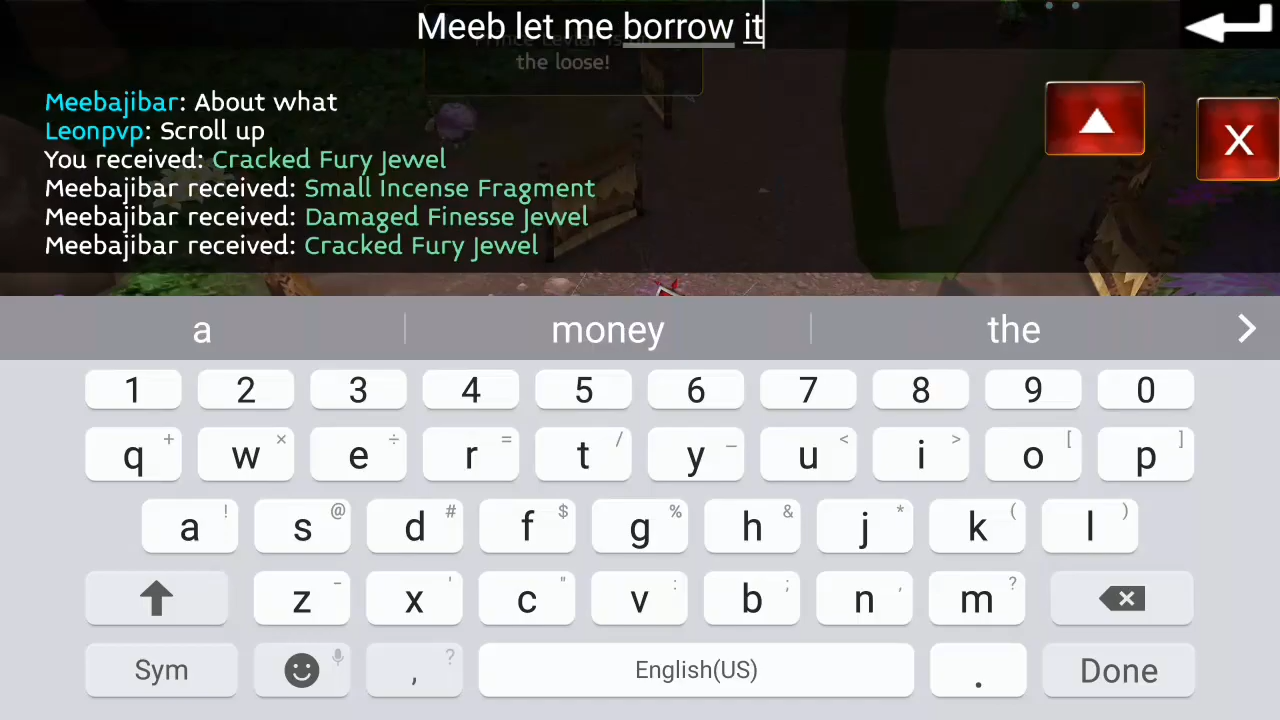 Meeb let me borrow it
the loose!
Meebajibar: About what
Leonpvp: Scroll up
You received: Cracked Fury Jewel
Meebajibar received: Small Incense Fragment
Meebajibar received: Damaged Finesse Jewel
Meebajibar received: Cracked Fury Jewel
X
a money the
1 2 3 4 5 6 7 8 9 0
q + w × e ÷ r = t / y _ u < i > o [ p ]
a ! s @ d # f $ g % h & j * k ( l )
z - x ' c " v : b ; n , m ?
Sym , ? English(US) . Done